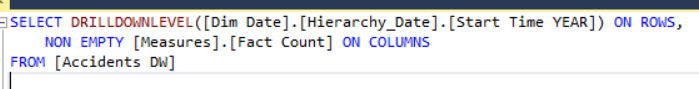 SELECT DRILLDOWNLEVEL([Dim Date].[Hierarchy_Date].[Start Time YEAR]) ON ROWS,
NON EMPTY [Measures].[Fact Count] ON COLUMNS
FROM [Accidents DW]